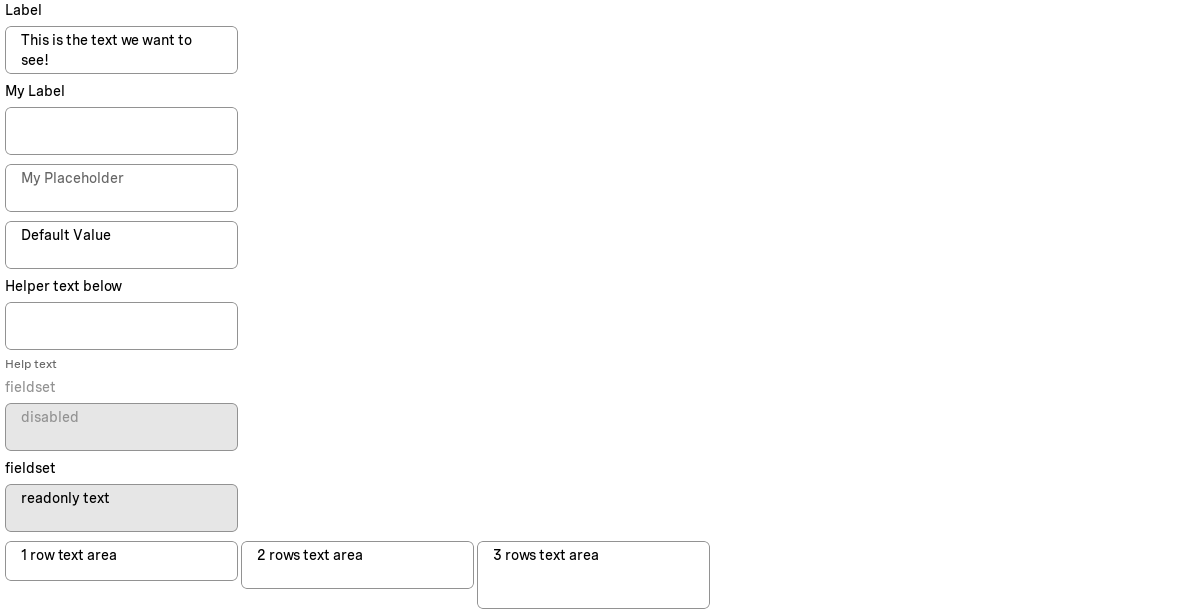 Label
This is the text we want to
see!
My Label
My Placeholder
Default Value
Helper text below
Help text
fieldset
disabled
fieldset
readonly text
1 row text area
2 rows text area
3 rows text area